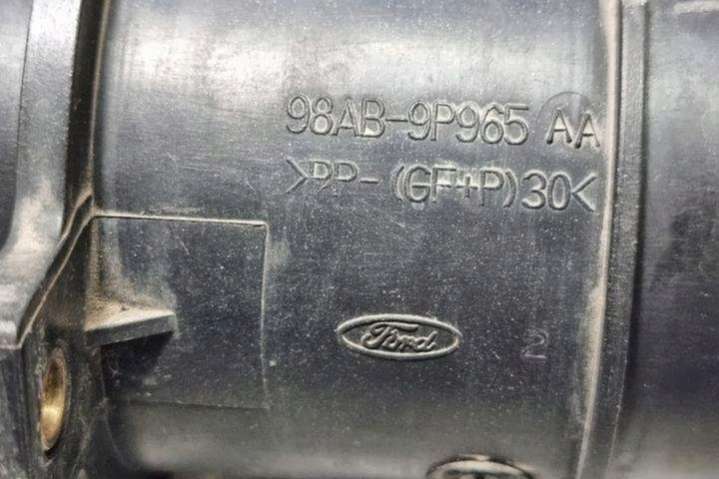 98AB-9P965 AA
>PP-(GF+P)30<
Ford
2